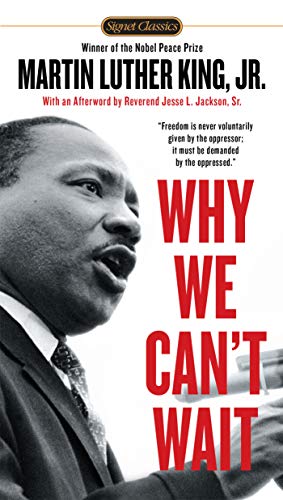 Signet Classics
Winner of the Nobel Peace Prize
MARTIN LUTHER KING, JR.
With an Afterword by Reverend Jesse L. Jackson, Sr.
"Freedom is never voluntarily
given by the oppressor;
it must be demanded
by the oppressed."
WHY
WE
CAN'T
WAIT